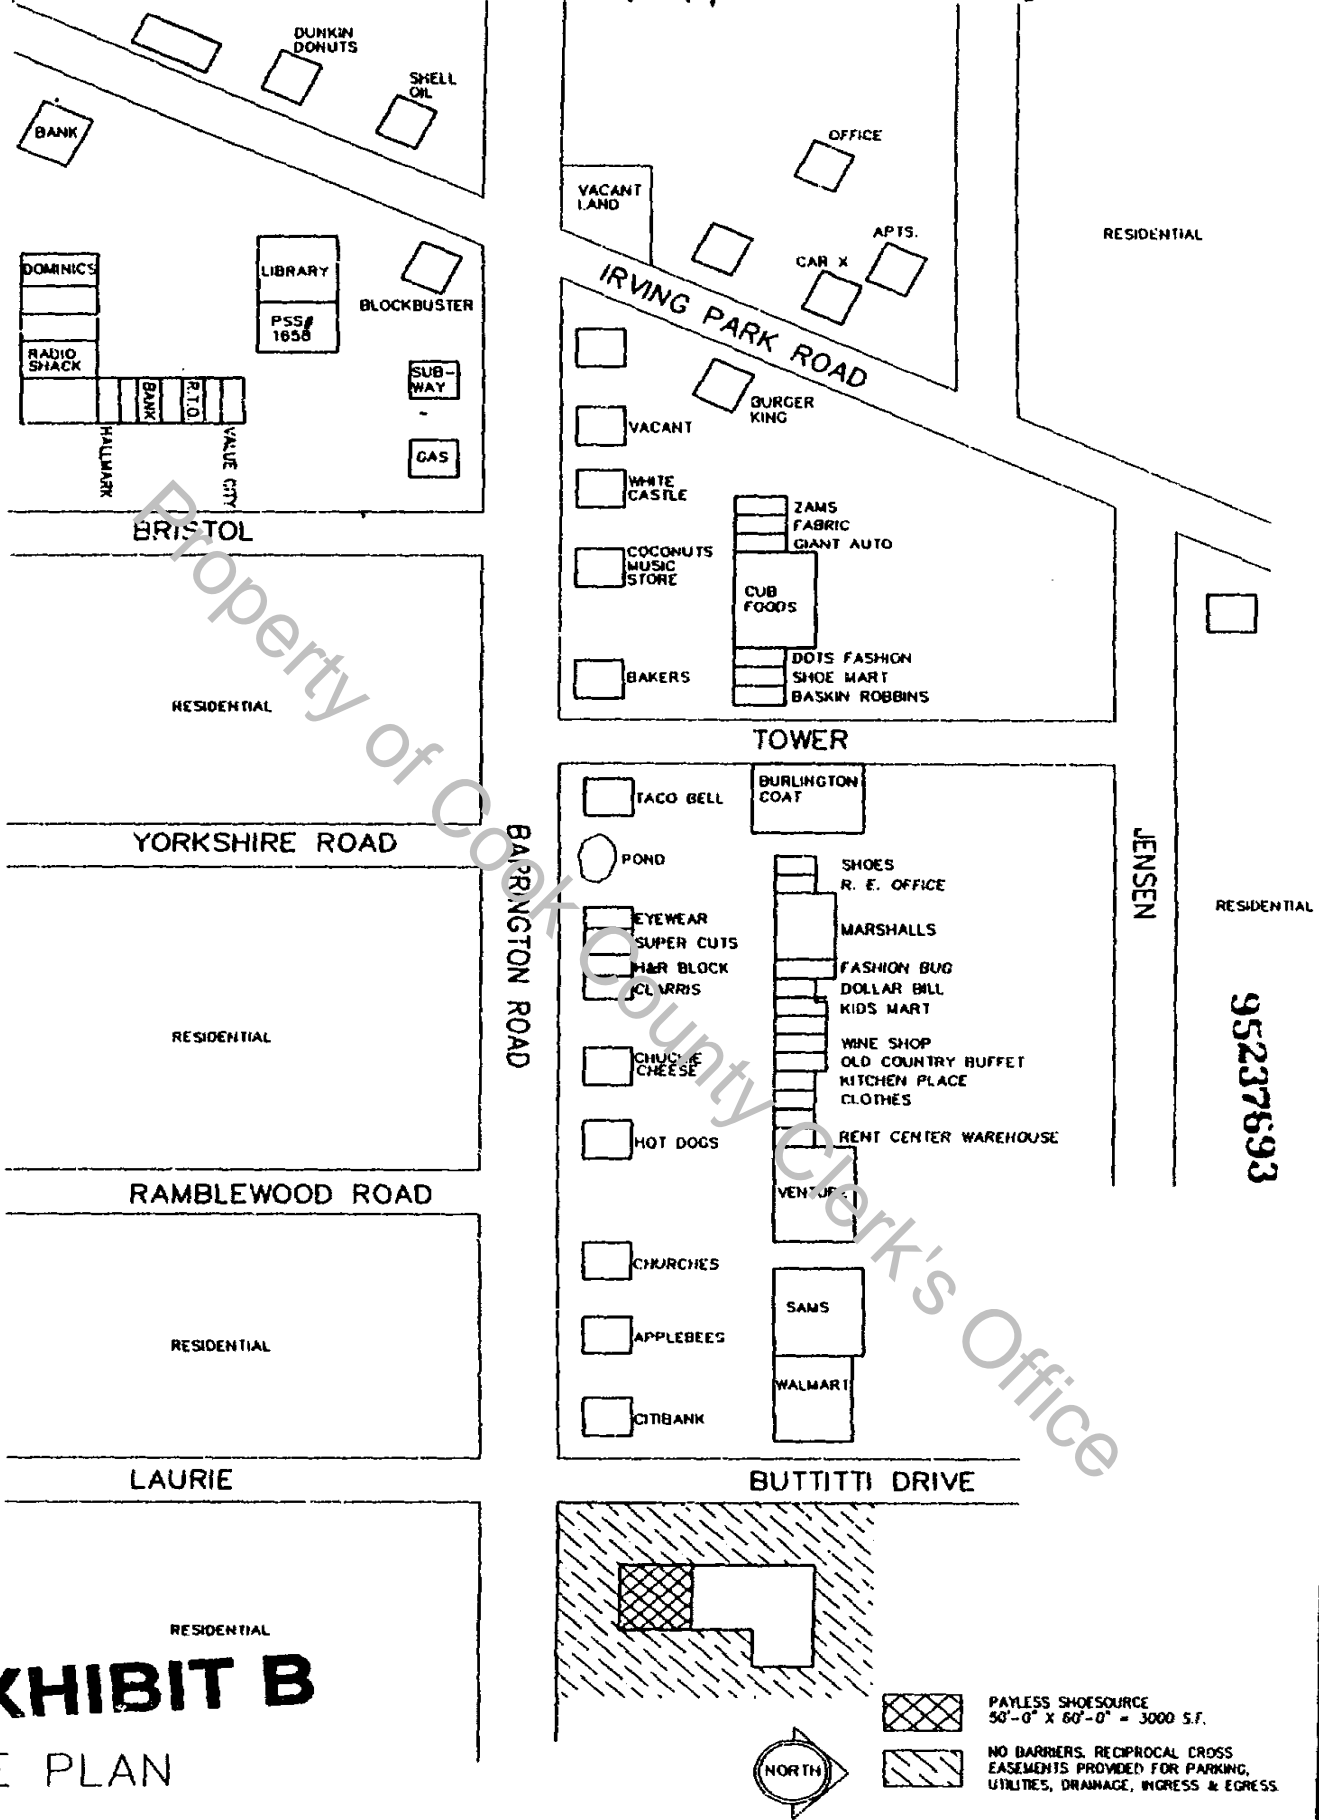 DUNKIN
DONUTS
SHELL
OIL
BANK
OFFICE
VACANT
LAND
APTS.
RESIDENTIAL
CAR X
DOMINICS
LIBRARY
BLOCKBUSTER
IRVING PARK ROAD
PSS#
1658
RADIO
SHACK
SUB-
WAY
BANK
R.T.O.
BURGER
KING
VACANT
HALLMARK
VALUE CITY
GAS
WHITE
CASTLE
ZAMS
FABRIC
GIANT AUTO
BRISTOL
COCONUTS
MUSIC
STORE
CUB
FOODS
DOTS FASHION
SHOE MART
BASKIN ROBBINS
BAKERS
RESIDENTIAL
TOWER
TACO BELL
BURLINGTON
COAT
YORKSHIRE ROAD
BARRINGTON ROAD
JENSEN
POND
SHOES
R. E. OFFICE
RESIDENTIAL
EYEWEAR
SUPER CUTS
H&R BLOCK
CLARRIS
MARSHALLS
FASHION BUG
DOLLAR BILL
KIDS MART
WINE SHOP
OLD COUNTRY BUFFET
KITCHEN PLACE
CLOTHES
RENT CENTER WAREHOUSE
95237693
RESIDENTIAL
CHUCKIE
CHEESE
HOT DOGS
VENTURE
RAMBLEWOOD ROAD
CHURCHES
SAMS
APPLEBEES
RESIDENTIAL
WALMART
CITIBANK
LAURIE
BUTTITTI DRIVE
RESIDENTIAL
XHIBIT B
E PLAN
NORTH
PAYLESS SHOESOURCE
50'-0" X 60'-0" = 3000 S.F.
NO BARRIERS. RECIPROCAL CROSS
EASEMENTS PROVIDED FOR PARKING,
UTILITIES, DRAINAGE, INGRESS & EGRESS.
Property of Cook County Clerk's Office